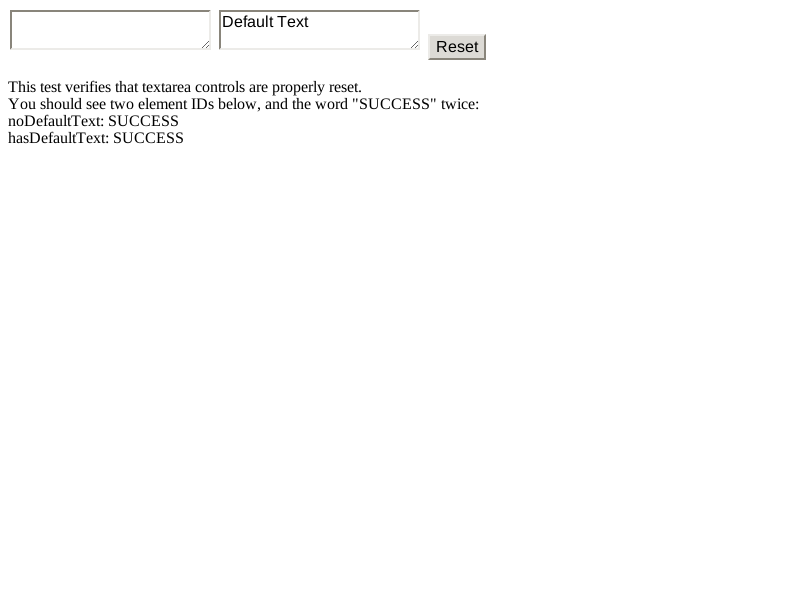 Default Text
Reset
This test verifies that textarea controls are properly reset.
You should see two element IDs below, and the word "SUCCESS" twice:
noDefaultText: SUCCESS
hasDefaultText: SUCCESS